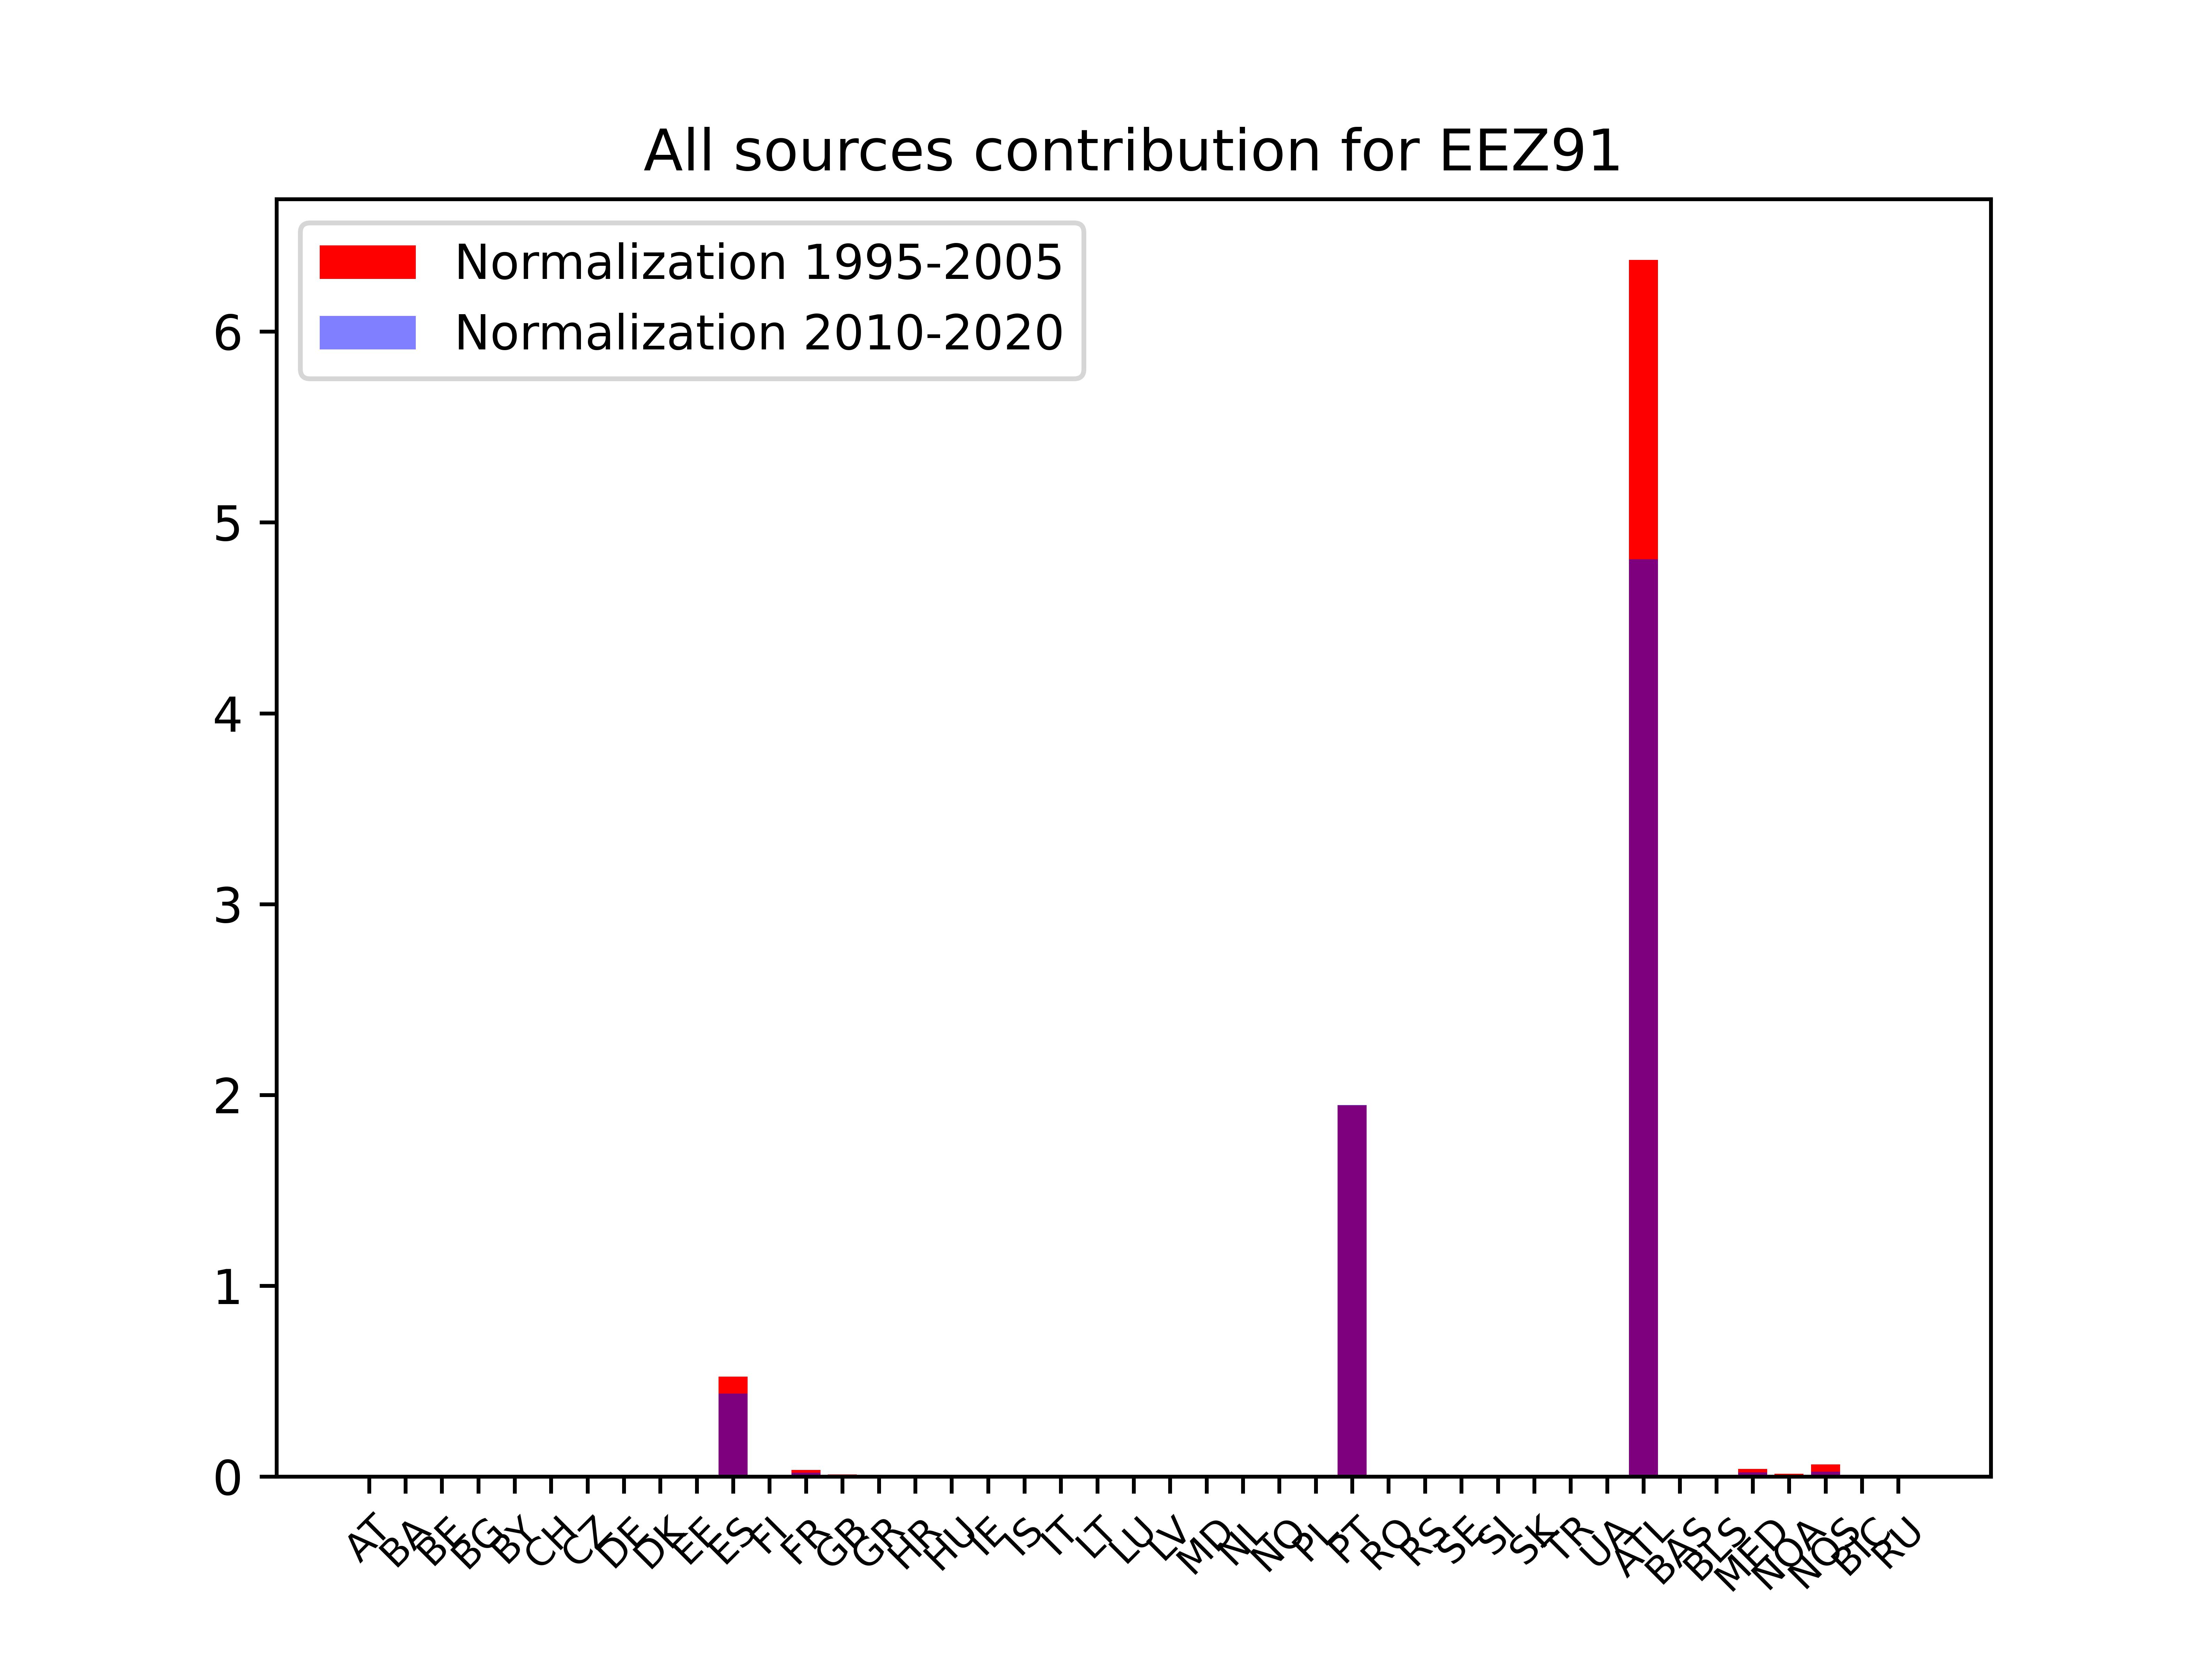 All sources contribution for EEZ91
Normalization 1995-2005
Normalization 2010-2020
6
5
4
3
2
1
0
AT
BA
BE
BG
BY
CH
CZ
DE
DK
EE
ES
FI
FR
GB
GR
HR
HU
IE
IS
IT
LT
LU
LV
MD
NL
NO
PL
PT
RO
RS
SE
SI
SK
TR
UA
ATL
BAS
BLS
MED
NOA
NOS
BIC
RU